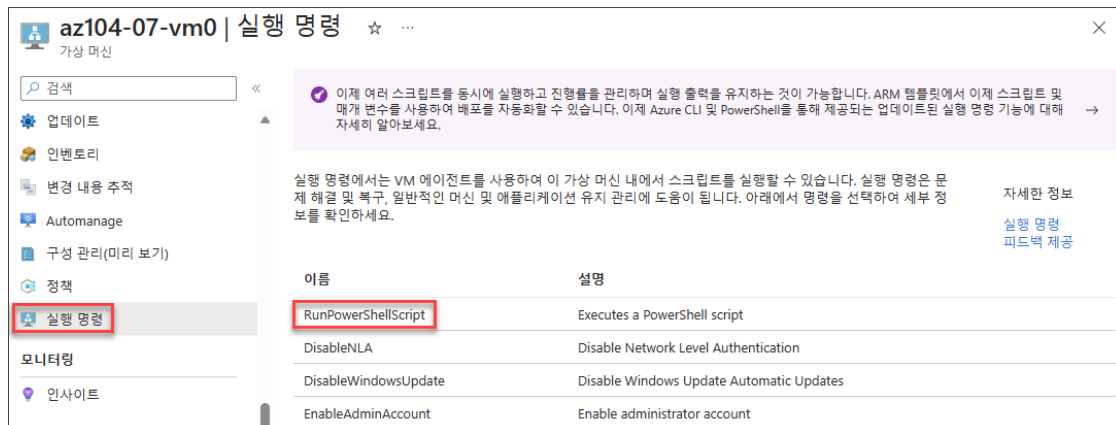 az104-07-vm0 | 실행 명령 ☆ ···
가상 머신
검색
«
업데이트
인벤토리
변경 내용 추적
Automanage
구성 관리(미리 보기)
정책
실행 명령
모니터링
인사이트
이제 여러 스크립트를 동시에 실행하고 진행률을 관리하며 실행 출력을 유지하는 것이 가능합니다. ARM 템플릿에서 이제 스크립트 및
매개 변수를 사용하여 배포를 자동화할 수 있습니다. 이제 Azure CLI 및 PowerShell을 통해 제공되는 업데이트된 실행 명령 기능에 대해
자세히 알아보세요.
→
실행 명령에서는 VM 에이전트를 사용하여 이 가상 머신 내에서 스크립트를 실행할 수 있습니다. 실행 명령은 문
제 해결 및 복구, 일반적인 머신 및 애플리케이션 유지 관리에 도움이 됩니다. 아래에서 명령을 선택하여 세부 정
보를 확인하세요.
자세한 정보
실행 명령
피드백 제공
이름 설명
RunPowerShellScript Executes a PowerShell script
DisableNLA Disable Network Level Authentication
DisableWindowsUpdate Disable Windows Update Automatic Updates
EnableAdminAccount Enable administrator account